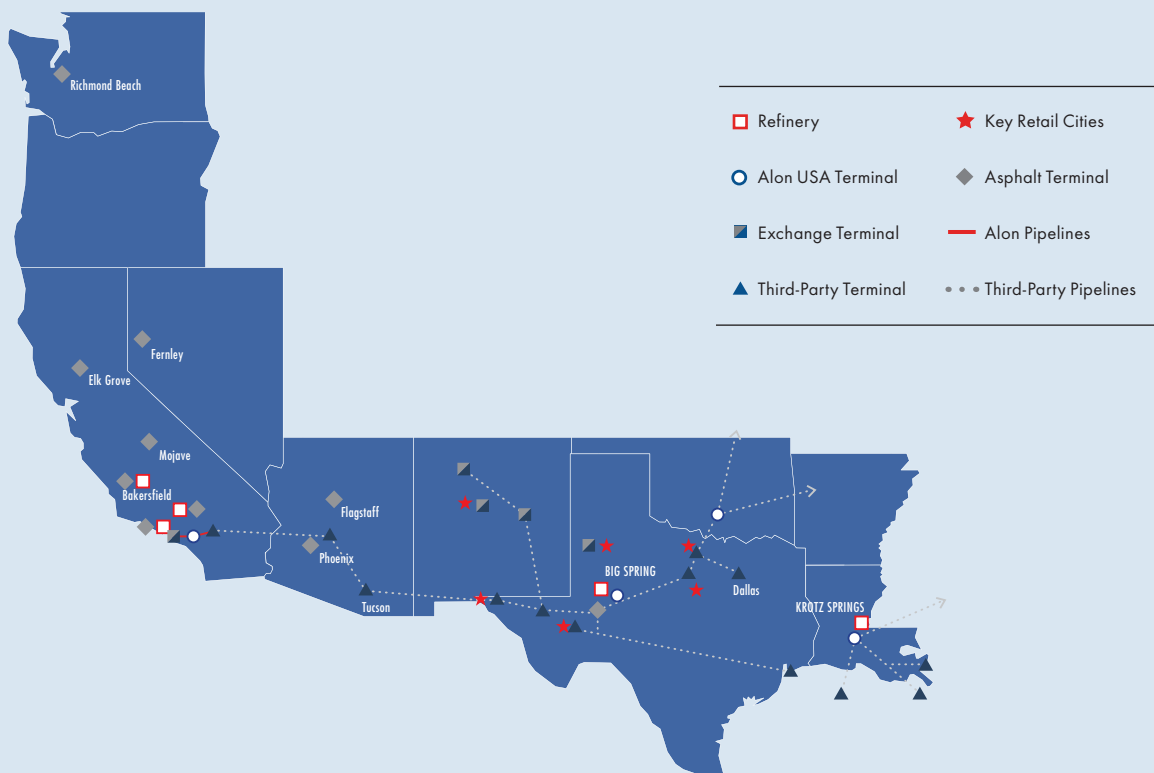 Richmond Beach
Refinery
Key Retail Cities
Alon USA Terminal
Asphalt Terminal
Exchange Terminal
Alon Pipelines
Third-Party Terminal
Third-Party Pipelines
Fernley
Elk Grove
Mojave
Bakersfield
Flagstaff
Phoenix
Tucson
BIG SPRING
Dallas
KROTZ SPRINGS